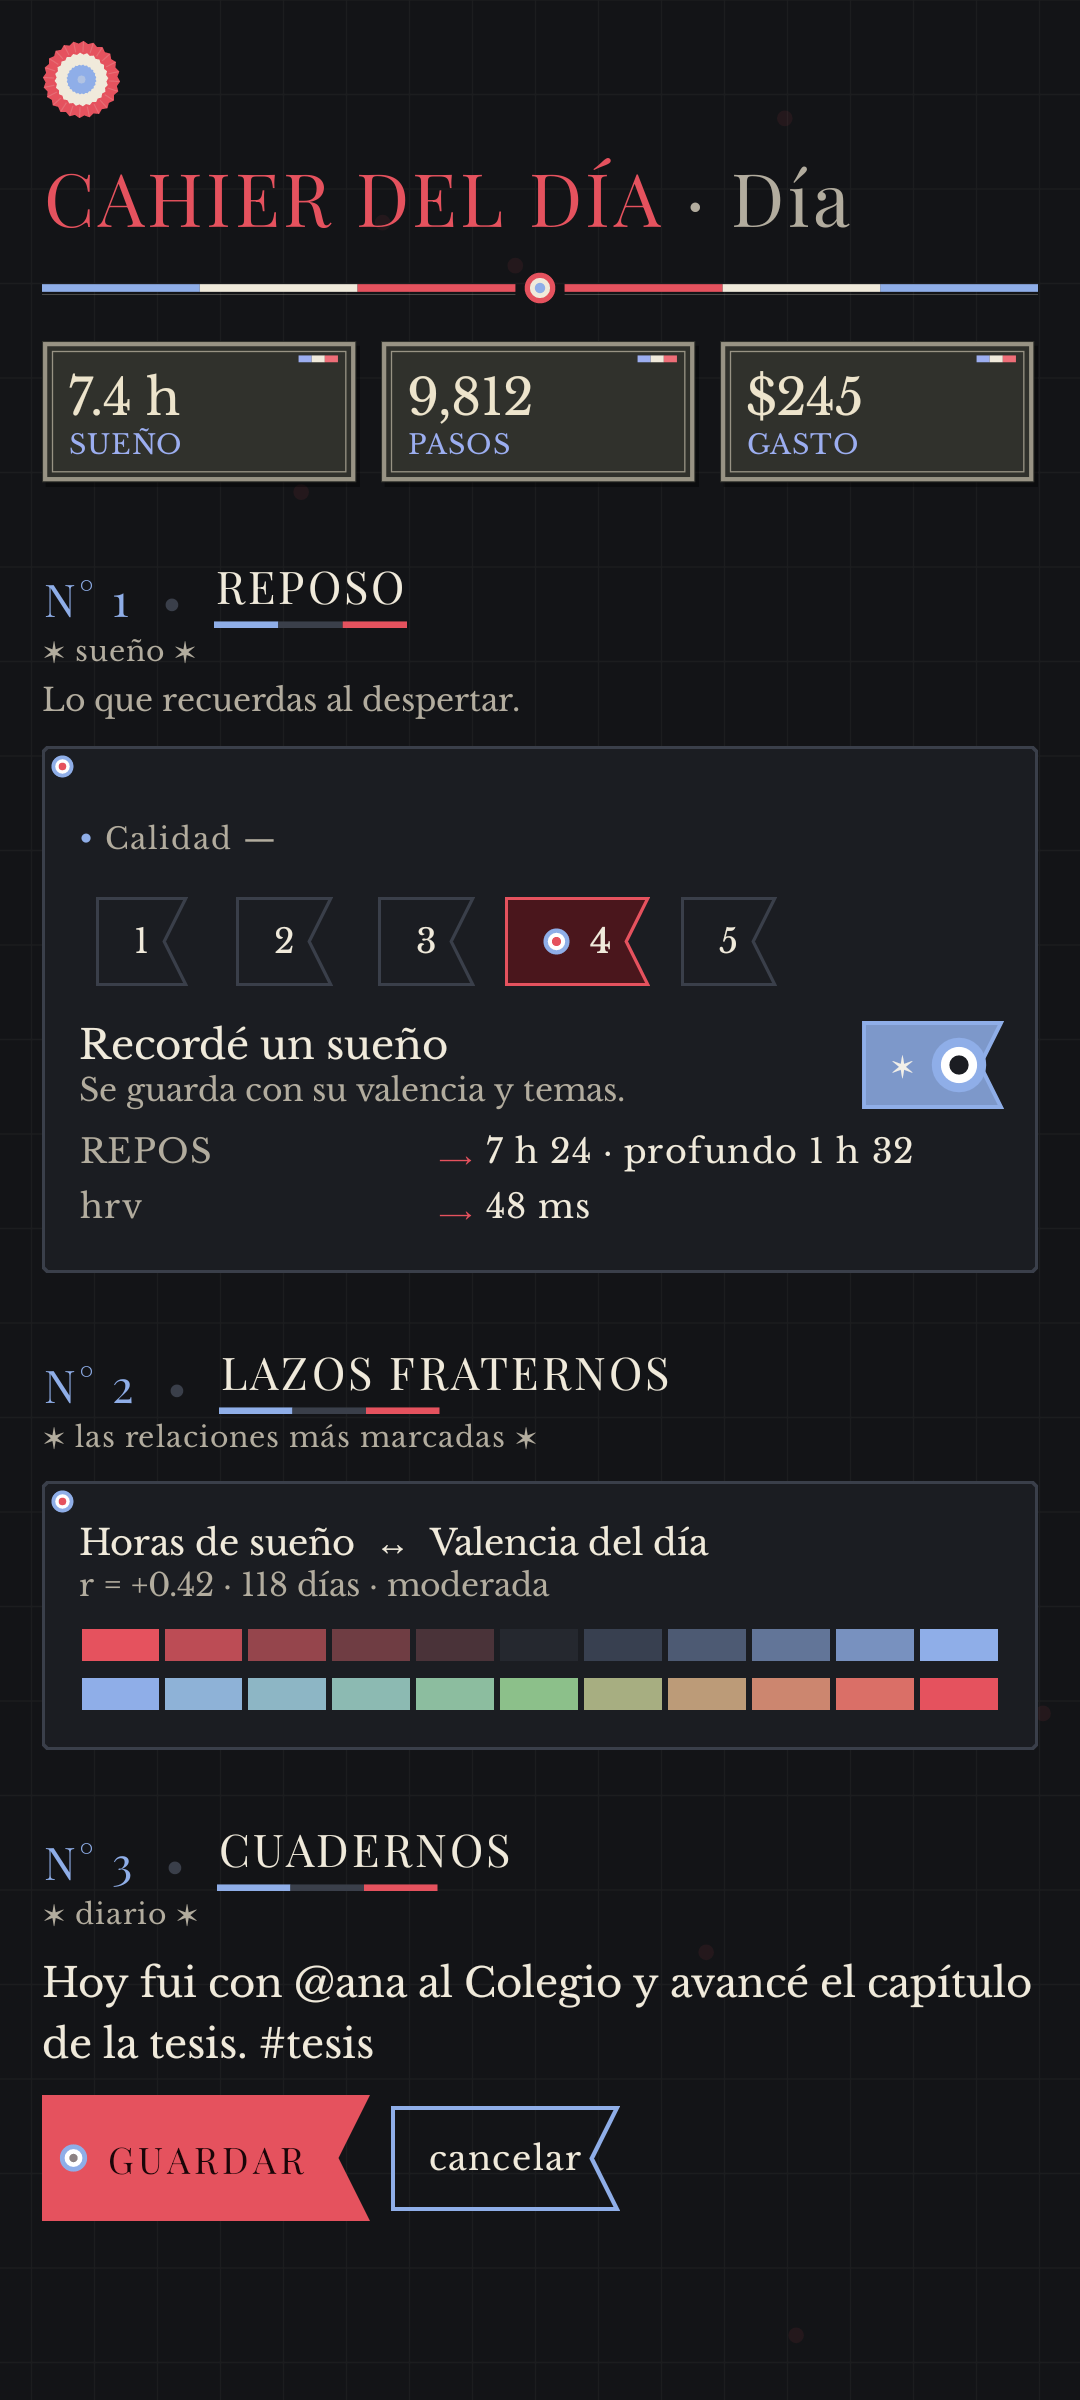 CAHIER DEL DÍA · Día
7.4 h
SUEÑO
9,812
PASOS
$245
GASTO
N° 1 • REPOSO
✶ sueño ✶
Lo que recuerdas al despertar.
• Calidad —
1 2 3 4 5
Recordé un sueño
Se guarda con su valencia y temas.
✶
REPOS → 7 h 24 · profundo 1 h 32
hrv → 48 ms
N° 2 • LAZOS FRATERNOS
✶ las relaciones más marcadas ✶
Horas de sueño ↔ Valencia del día
r = +0.42 · 118 días · moderada
N° 3 • CUADERNOS
✶ diario ✶
Hoy fui con @ana al Colegio y avancé el capítulo
de la tesis. #tesis
GUARDAR
cancelar